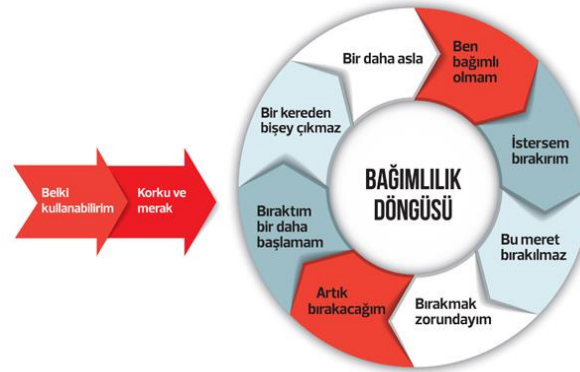 Belki
kullanabilirim
Korku ve
merak
BAĞIMLILIK
DÖNGÜSÜ
Bir daha asla
Ben
bağımlı
olmam
İstersem
bırakırım
Bu meret
bırakılmaz
Bırakmak
zorundayım
Artık
bırakacağım
Bıraktım
bir daha
başlamam
Bir kereden
bişey çıkmaz